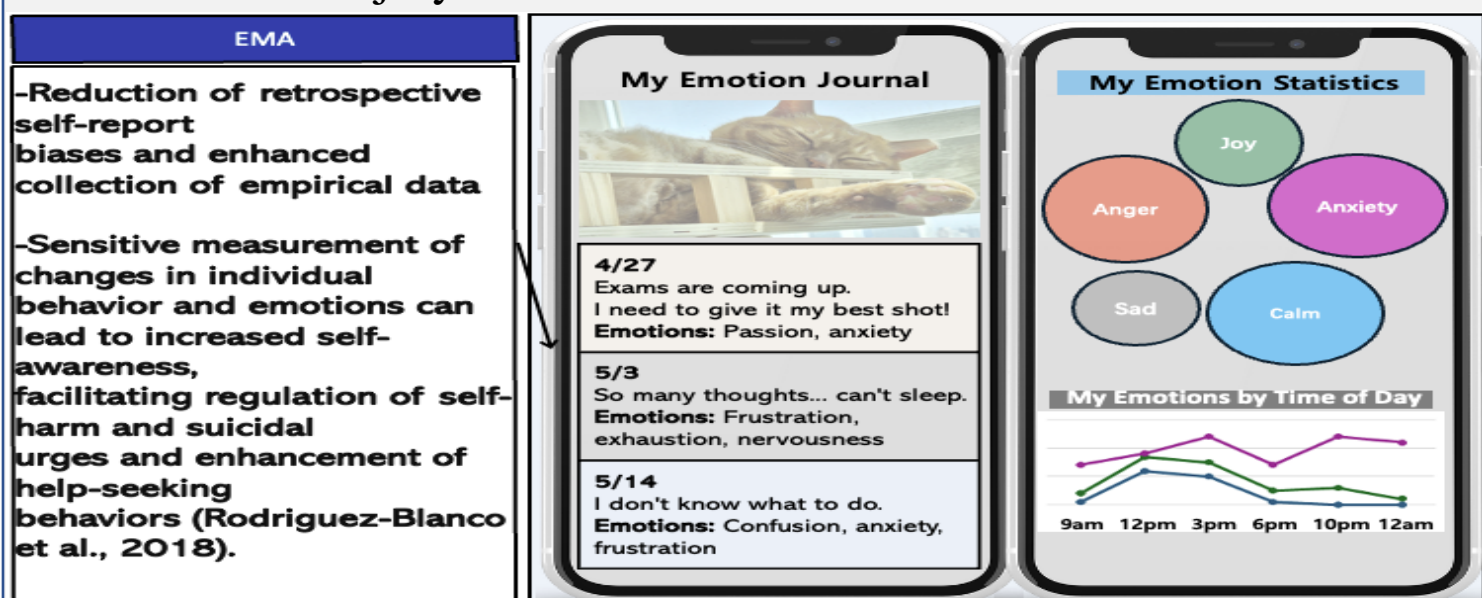 EMA
-Reduction of retrospective
self-report
biases and enhanced
collection of empirical data
-Sensitive measurement of
changes in individual
behavior and emotions can
lead to increased self-
awareness,
facilitating regulation of self-
harm and suicidal
urges and enhancement of
help-seeking
behaviors (Rodriguez-Blanco
et al., 2018).
My Emotion Journal
4/27
Exams are coming up.
I need to give it my best shot!
Emotions: Passion, anxiety
5/3
So many thoughts... can't sleep.
Emotions: Frustration,
exhaustion, nervousness
5/14
I don't know what to do.
Emotions: Confusion, anxiety,
frustration
My Emotion Statistics
Joy
Anger
Anxiety
Sad
Calm
My Emotions by Time of Day
9am 12pm 3pm 6pm 10pm 12am